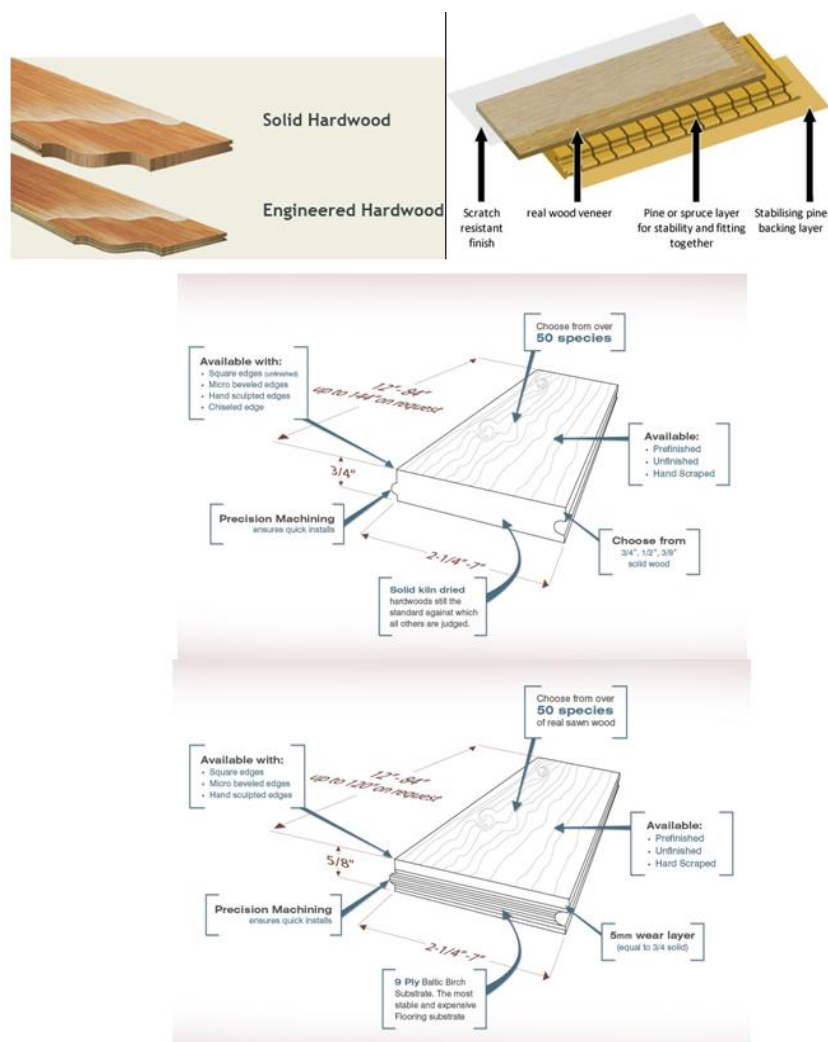 Solid Hardwood
Engineered Hardwood
Scratch
resistant
finish
real wood veneer
Pine or spruce layer
for stability and fitting
together
Stabilising pine
backing layer
Choose from over
50 species
Available with:
• Square edges (unfinished)
• Micro beveled edges
• Hand sculpted edges
• Chiseled edge
12"-84"
up to 144" on request
Available:
• Prefinished
• Unfinished
• Hand Scraped
3/4"
Precision Machining
ensures quick installs
Choose from
3/4", 1/2", 3/8"
solid wood
2-1/4"-7"
Solid kiln dried
hardwoods still the
standard against which
all others are judged.
Choose from over
50 species
of real sawn wood
Available with:
• Square edges
• Micro beveled edges
• Hand sculpted edges
12"-84"
up to 120" on request
Available:
• Prefinished
• Unfinished
• Hard Scraped
5/8"
Precision Machining
ensures quick installs
5mm wear layer
(equal to 3/4 solid)
2-1/4"-7"
9 Ply Baltic Birch
Substrate. The most
stable and expensive
Flooring substrate